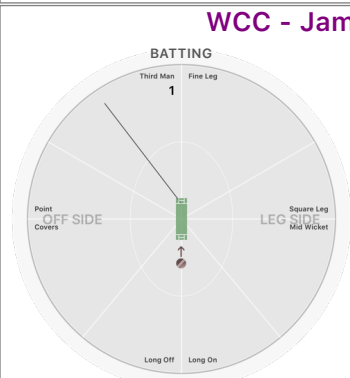 WCC - Jam
BATTING
Third Man Fine Leg
1
Point
OFF SIDE
Covers
Square Leg
LEG SIDE
Mid Wicket
Long Off Long On